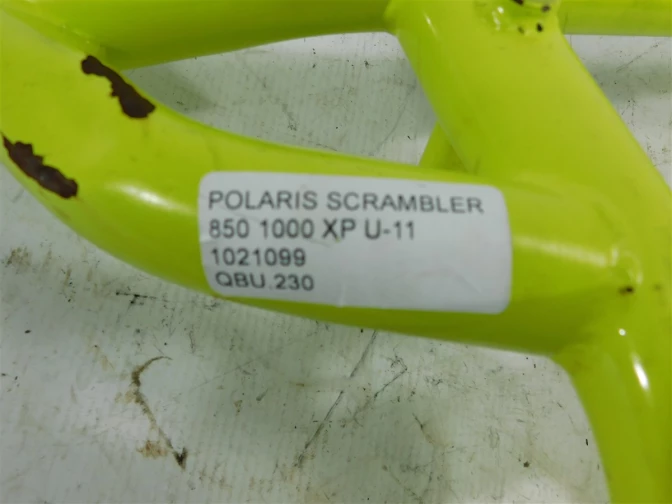 POLARIS SCRAMBLER
850 1000 XP U-11
1021099
QBU.230